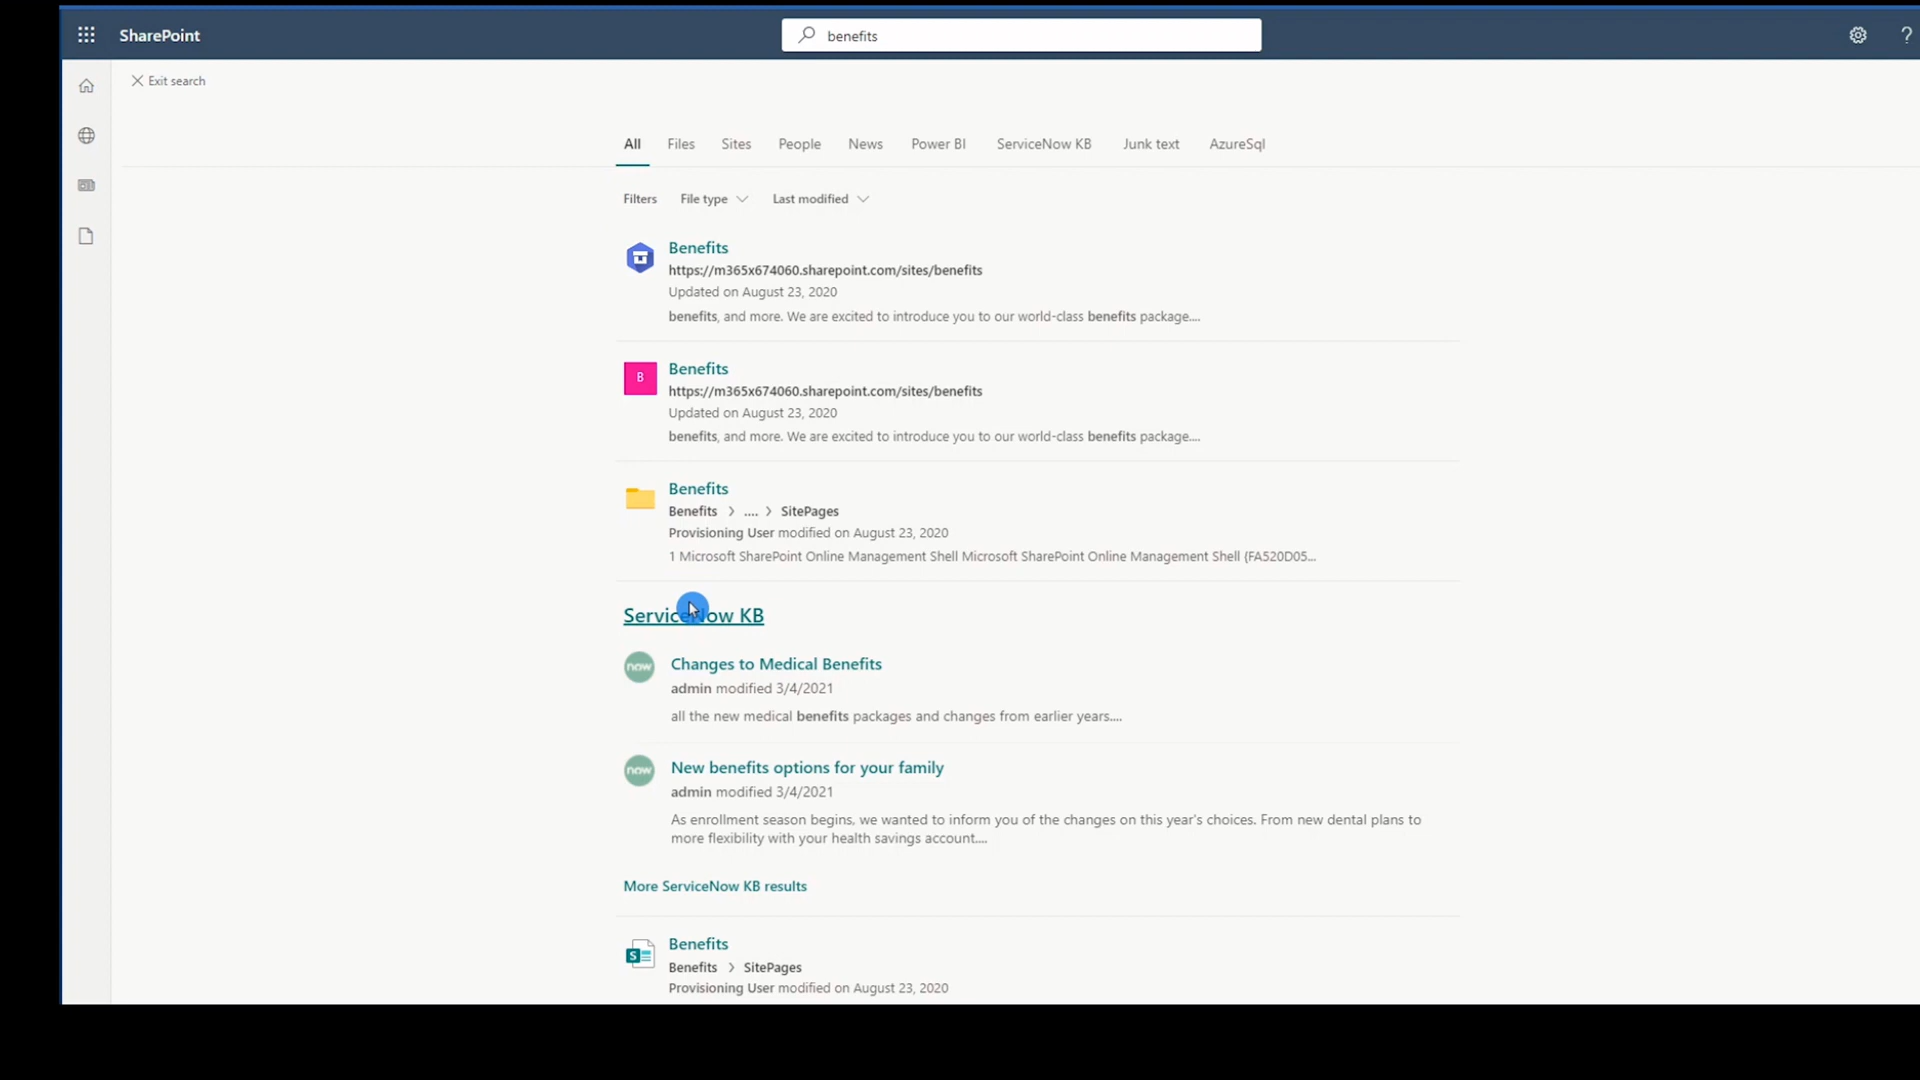 SharePoint
benefits
?
Exit search
All Files Sites People News Power BI ServiceNow KB Junk text AzureSql
Filters File type Last modified
Benefits
https://m365x674060.sharepoint.com/sites/benefits
Updated on August 23, 2020
benefits, and more. We are excited to introduce you to our world-class benefits package....
B
Benefits
https://m365x674060.sharepoint.com/sites/benefits
Updated on August 23, 2020
benefits, and more. We are excited to introduce you to our world-class benefits package....
Benefits
Benefits > .... > SitePages
Provisioning User modified on August 23, 2020
1 Microsoft SharePoint Online Management Shell Microsoft SharePoint Online Management Shell (FA520D05...
ServiceNow KB
now
Changes to Medical Benefits
admin modified 3/4/2021
all the new medical benefits packages and changes from earlier years....
now
New benefits options for your family
admin modified 3/4/2021
As enrollment season begins, we wanted to inform you of the changes on this year's choices. From new dental plans to
more flexibility with your health savings account....
More ServiceNow KB results
S
Benefits
Benefits > SitePages
Provisioning User modified on August 23, 2020